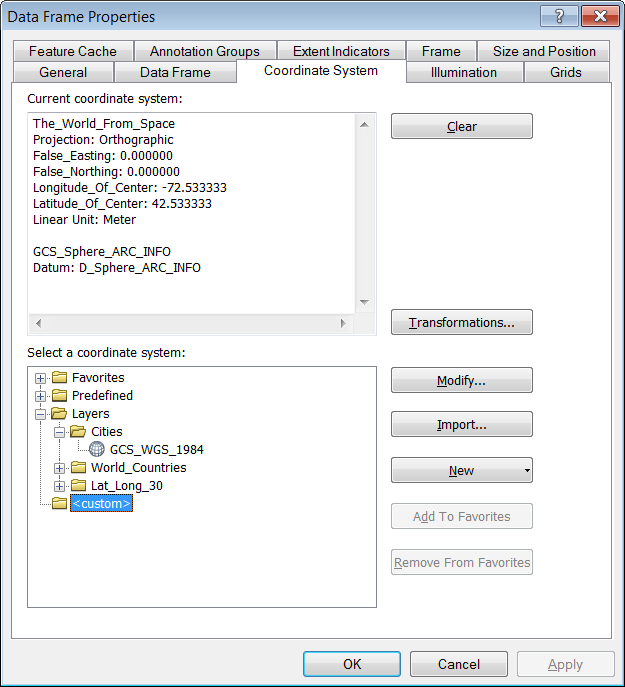 Data Frame Properties
?
Feature Cache
Annotation Groups
Extent Indicators
Frame
Size and Position
General
Data Frame
Coordinate System
Illumination
Grids
Current coordinate system:
The_World_From_Space
Projection: Orthographic
False_Easting: 0.000000
False_Northing: 0.000000
Longitude_Of_Center: -72.533333
Latitude_Of_Center: 42.533333
Linear Unit: Meter
GCS_Sphere_ARC_INFO
Datum: D_Sphere_ARC_INFO
Clear
Transformations...
Select a coordinate system:
Favorites
Predefined
Layers
Cities
GCS_WGS_1984
World_Countries
Lat_Long_30
<custom>
Modify...
Import...
New
Add To Favorites
Remove From Favorites
OK
Cancel
Apply